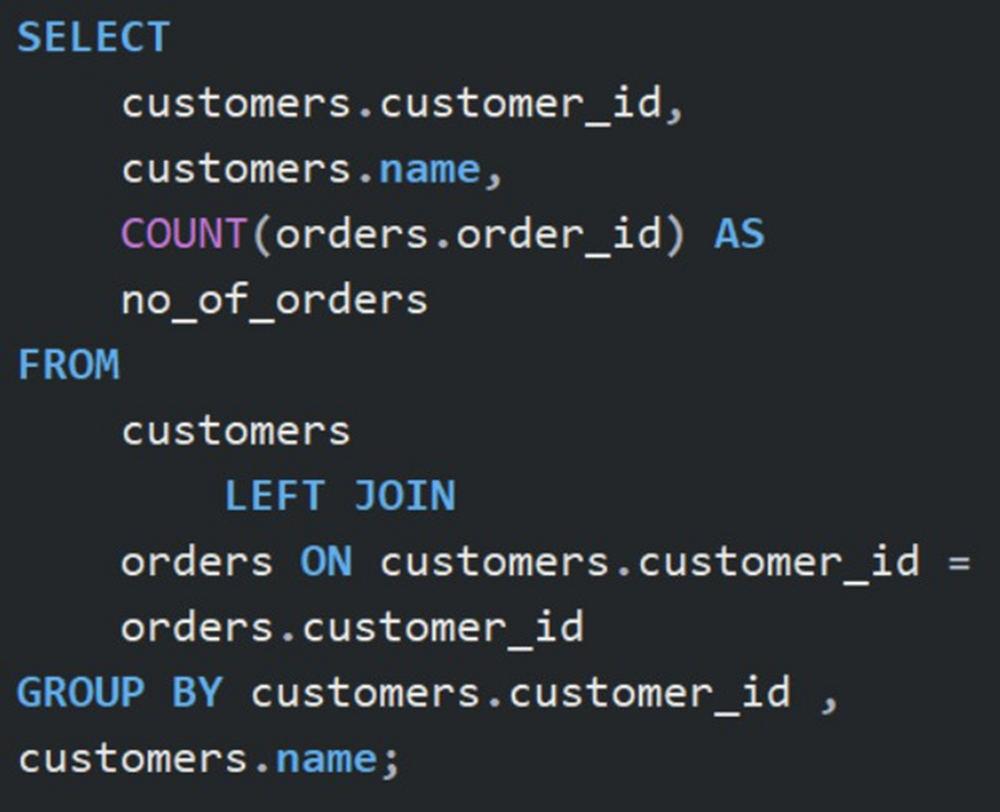 SELECT
customers.customer_id,
customers.name,
COUNT(orders.order_id) AS
no_of_orders
FROM
customers
LEFT JOIN
orders ON customers.customer_id =
orders.customer_id
GROUP BY customers.customer_id ,
customers.name;